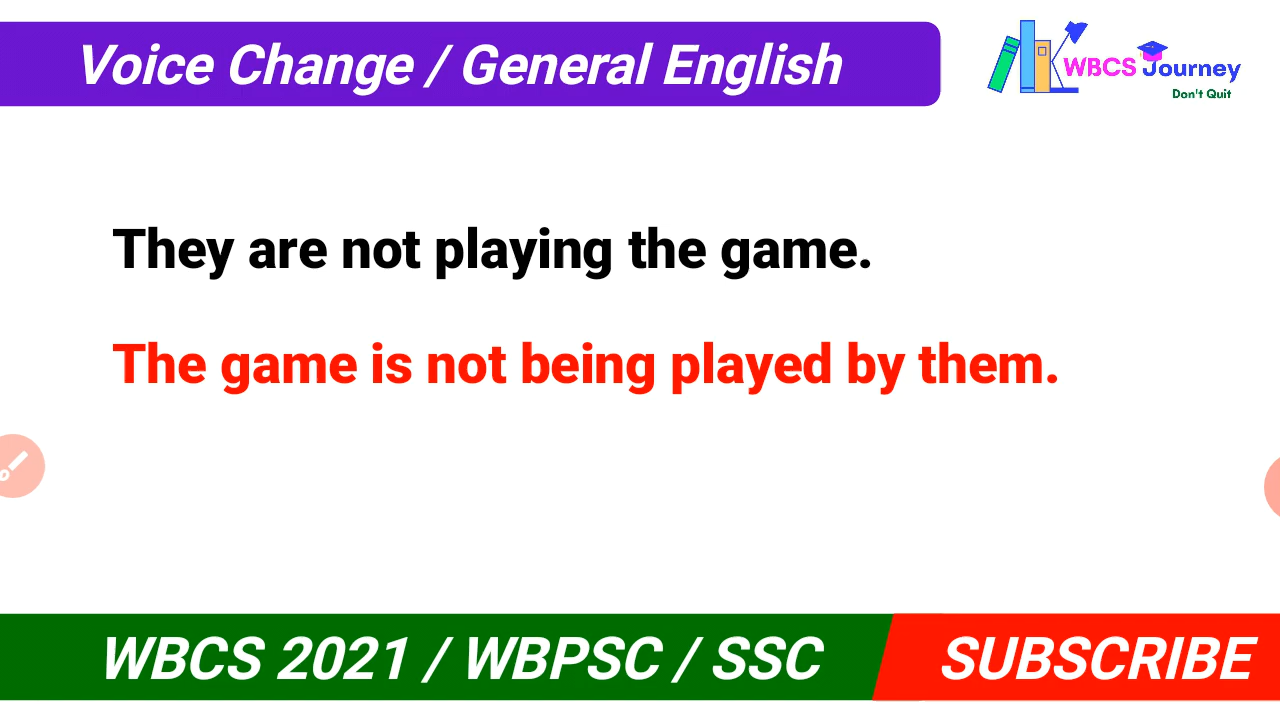 Voice Change / General English
WBCS Journey
Don't Quit
They are not playing the game.
The game is not being played by them.
WBCS 2021 / WBPSC / SSC
SUBSCRIBE